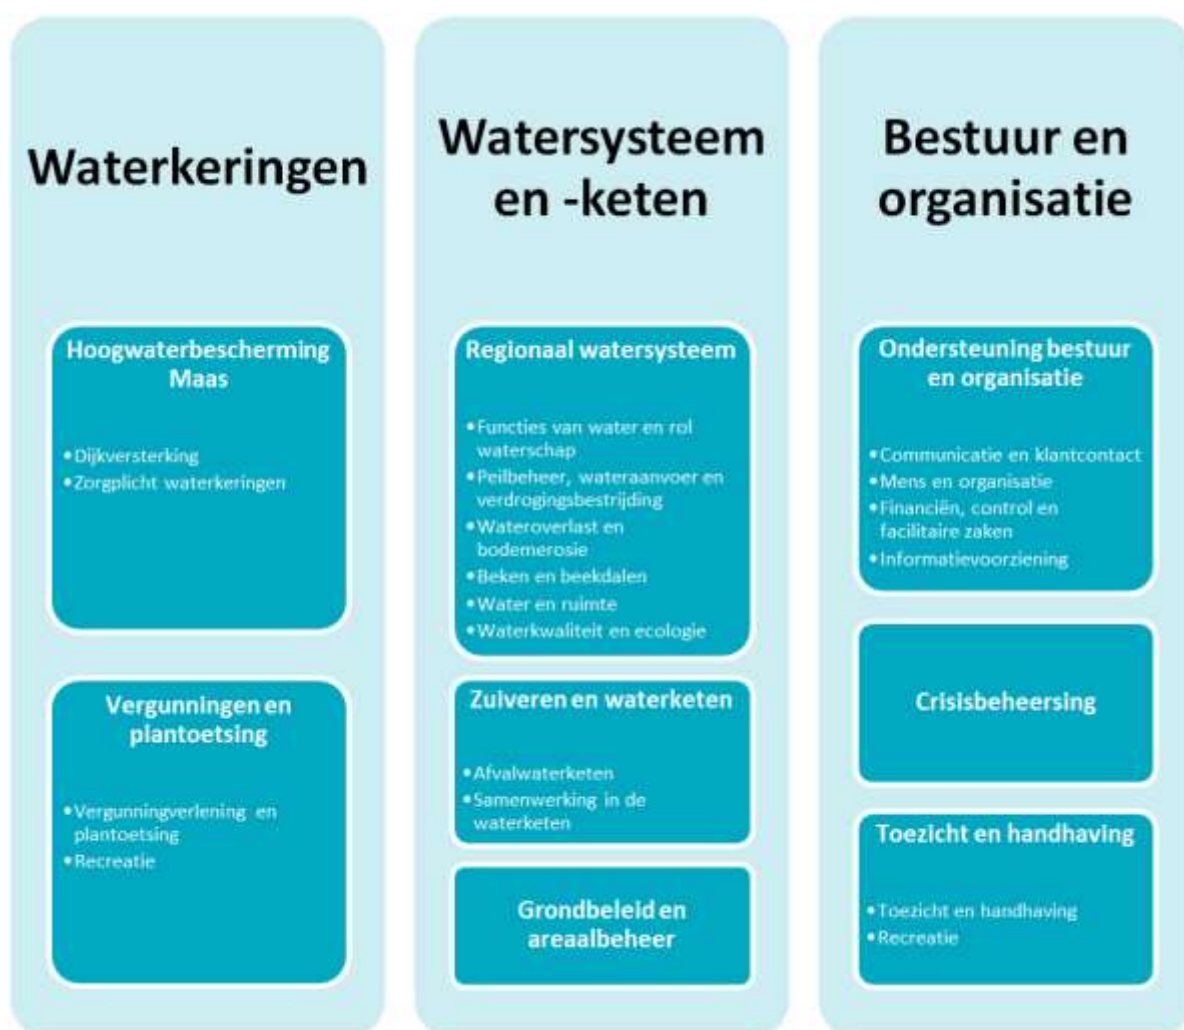 Waterkeringen
Hoogwaterbescherming
Maas
•Dijkversterking
•Zorgplicht waterkeringen
Vergunningen en
plantoetsing
•Vergunningverlening en
plantoetsing
•Recreatie
Watersysteem
en -keten
Regionaal watersysteem
•Functies van water en rol
waterschap
•Peilbeheer, wateraanvoer en
verdrogingsbestrijding
•Wateroverlast en
bodemerosie
•Beken en beekdalen
•Water en ruimte
•Waterkwaliteit en ecologie
Zuiveren en waterketen
•Afvalwaterketen
•Samenwerking in de
waterketen
Grondbeleid en
areaalbeheer
Bestuur en
organisatie
Ondersteuning bestuur
en organisatie
•Communicatie en klantcontact
•Mens en organisatie
•Financiën, control en
facilitaire zaken
•Informatievoorziening
Crisisbeheersing
Toezicht en handhaving
•Toezicht en handhaving
•Recreatie